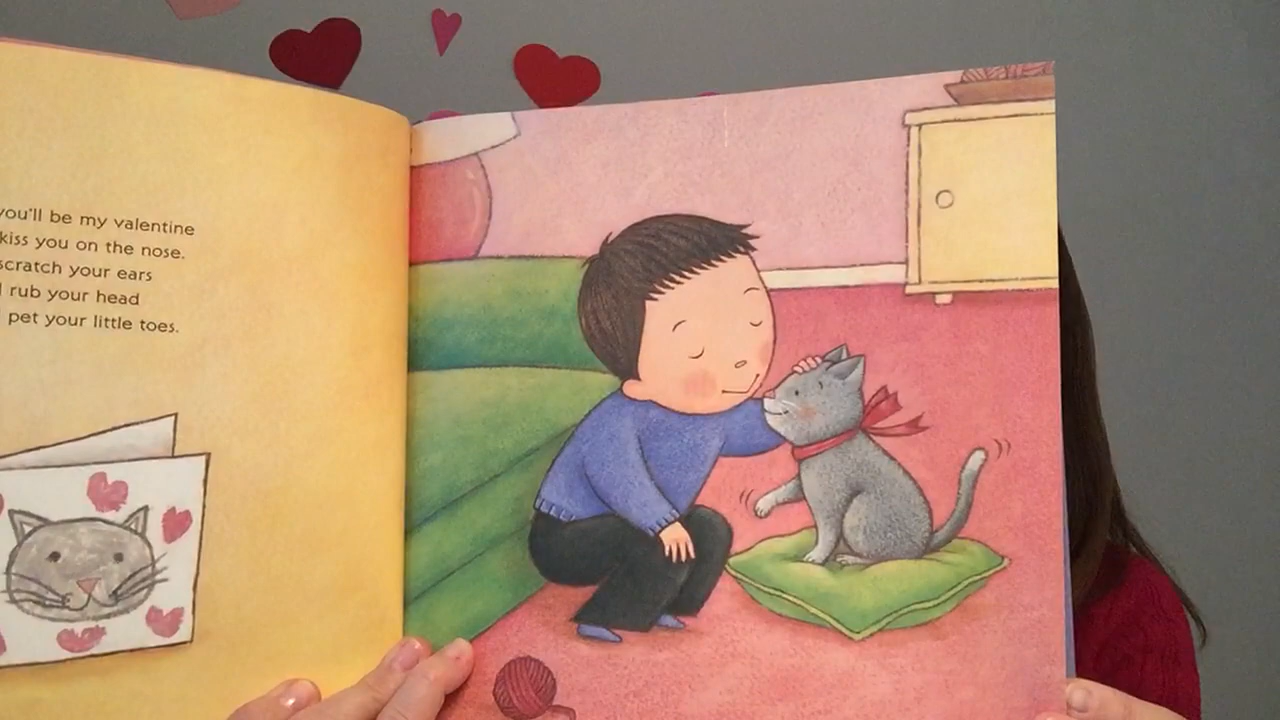 you'll be my valentine
kiss you on the nose.
scratch your ears
rub your head
pet your little toes.